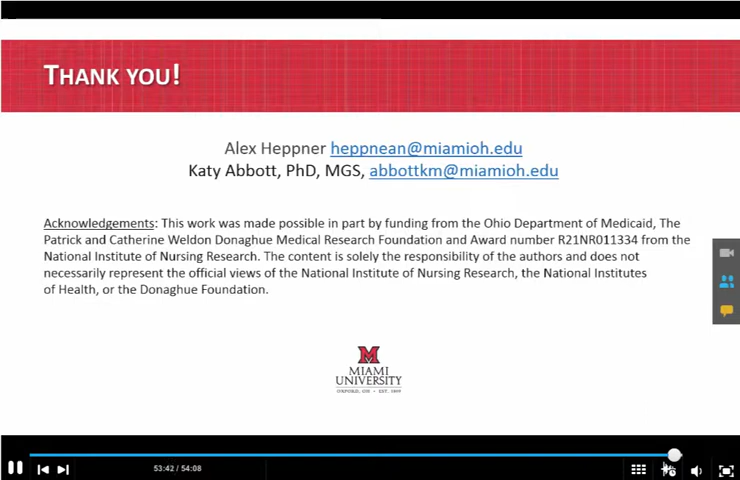 THANK YOU!
Alex Heppner heppnean@miamioh.edu
Katy Abbott, PhD, MGS, abbottkm@miamioh.edu
Acknowledgements: This work was made possible in part by funding from the Ohio Department of Medicaid, The
Patrick and Catherine Weldon Donaghue Medical Research Foundation and Award number R21NR011334 from the
National Institute of Nursing Research. The content is solely the responsibility of the authors and does not
necessarily represent the official views of the National Institute of Nursing Research, the National Institutes
of Health, or the Donaghue Foundation.
M
MIAMI
UNIVERSITY
OXFORD, OH • EST. 1809
53:42 / 54:08